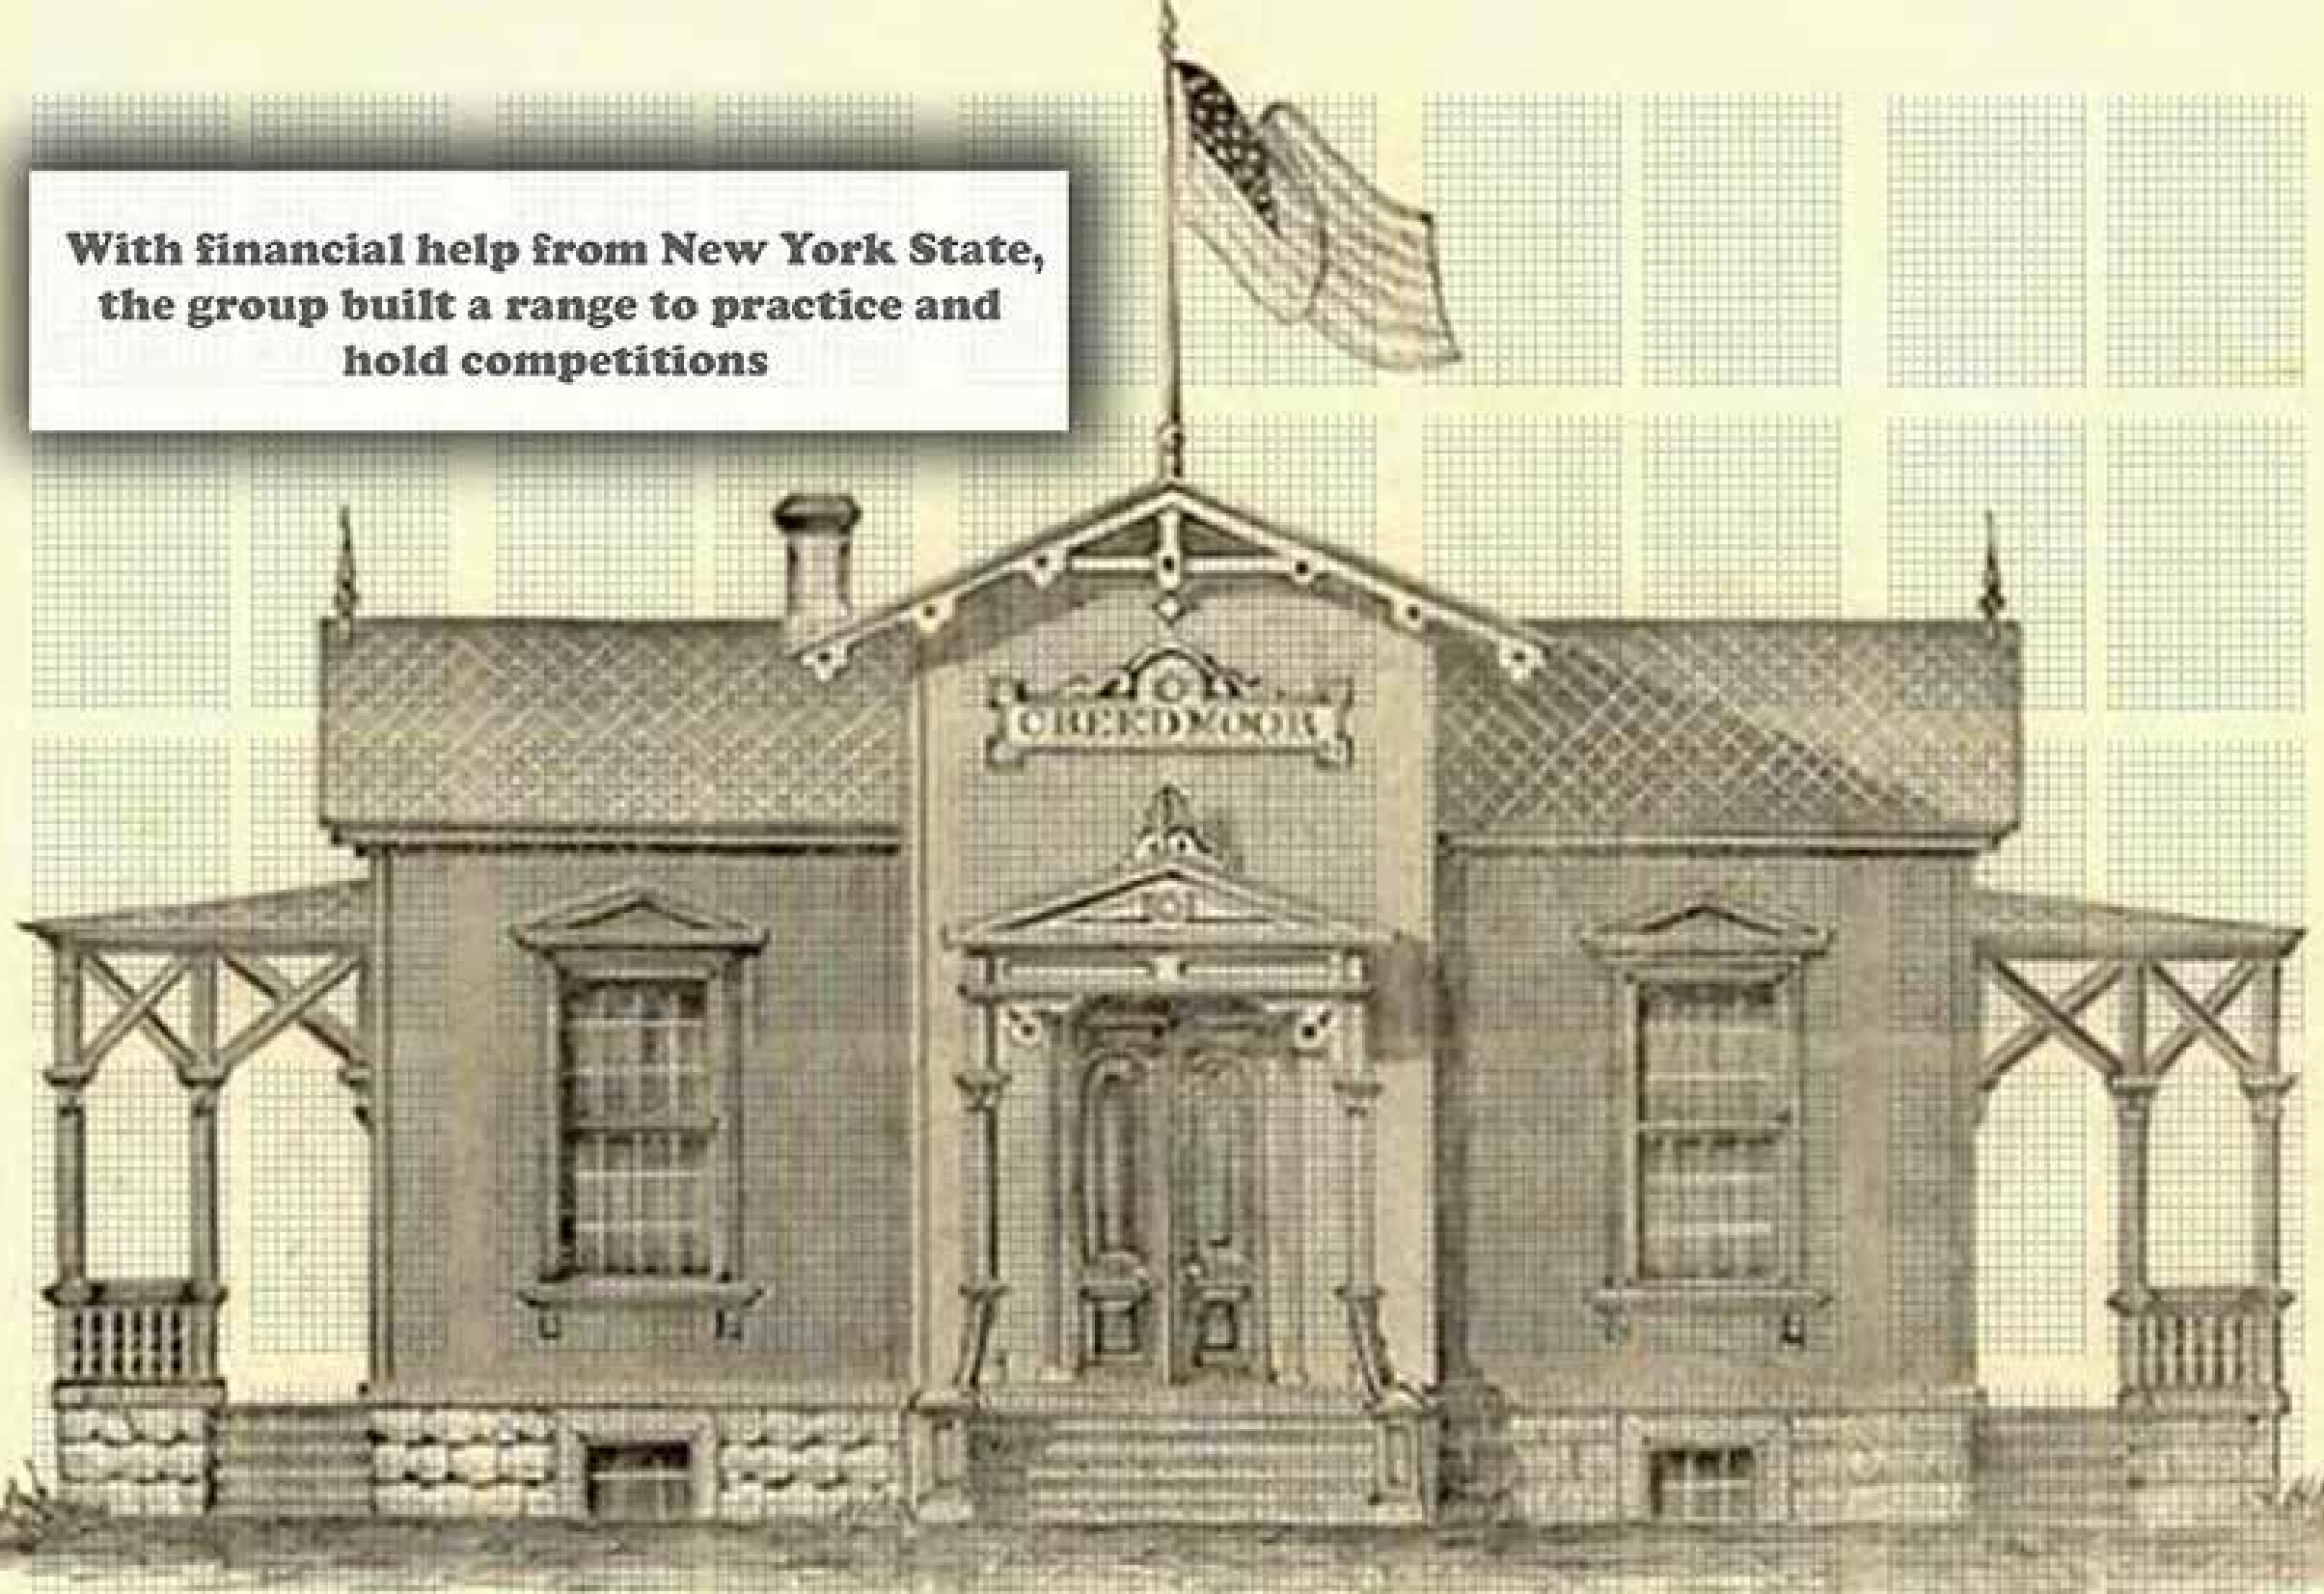 With financial help from New York State,
the group built a range to practice and
hold competitions
CREEDMOOR